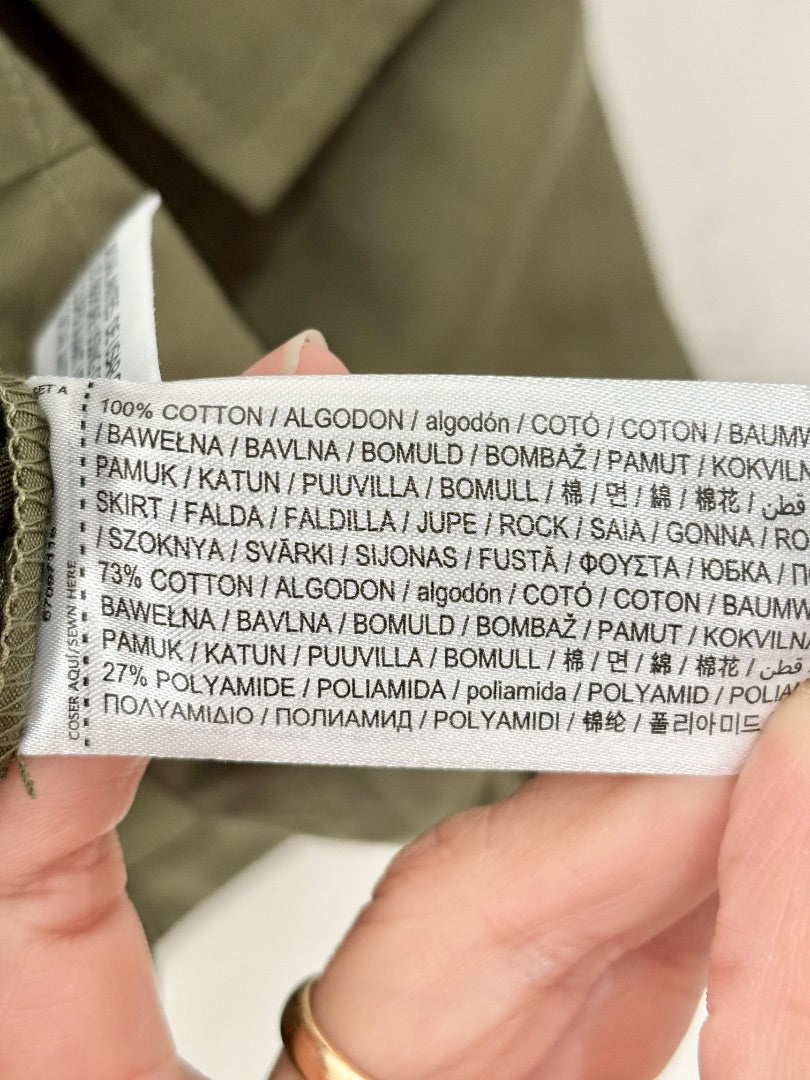 SET A
100% COTTON / ALGODON / algodón / COTÓ / COTON / BAUMW
/ BAWEŁNA / BAVLNA / BOMULD / BOMBAŽ / PAMUT / KOKVILN
PAMUK / KATUN / PUUVILLA / BOMULL / 棉 / 면 / 綿 / 棉花 / قطن
SKIRT / FALDA / FALDILLA / JUPE / ROCK / SAIA / GONNA / RO
/ SZOKNYA / SVĀRKI / SIJONAS / FUSTĂ / ΦΟΥΣΤΑ / ЮБКА / П
73% COTTON / ALGODON / algodón / COTÓ / COTON / BAUMW
BAWEŁNA / BAVLNA / BOMULD / BOMBAŽ / PAMUT / KOKVILNA
PAMUK / KATUN / PUUVILLA / BOMULL / 棉 / 면 / 綿 / 棉花 / قطن
27% POLYAMIDE / POLIAMIDA / poliamida / POLYAMID / POLIA
ΠΟΛΥΑΜΙΔΙΟ / ПОЛИАМИД / POLYAMIDI / 锦纶 / 폴리아미드
COSER AQUÍ/SEWN HERE